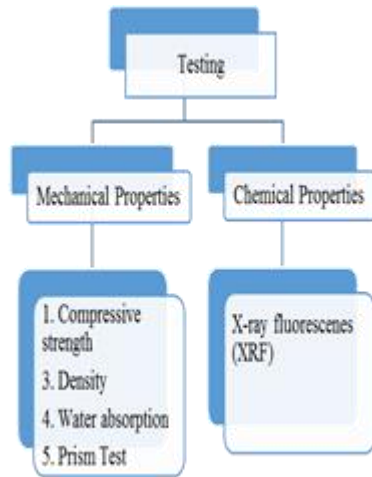 Testing
Mechanical Properties
Chemical Properties
1. Compressive
strength
3. Density
4. Water absorption
5. Prism Test
X-ray fluorescenes
(XRF)